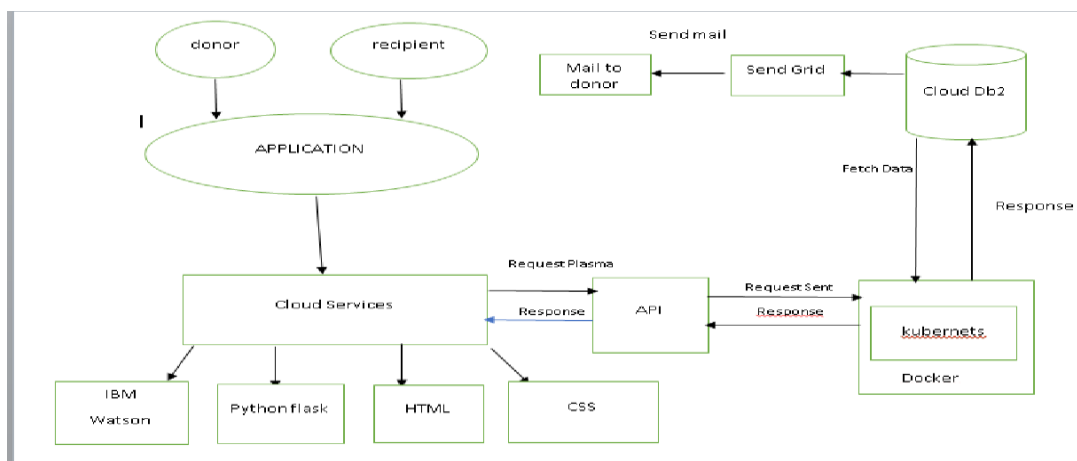 donor
recipient
Send mail
Mail to
donor
Send Grid
Cloud Db2
APPLICATION
Fetch Data
Response
Request Plasma
Cloud Services
Response
API
Request Sent
Response
kubernets
Docker
IBM
Watson
Python flask
HTML
CSS